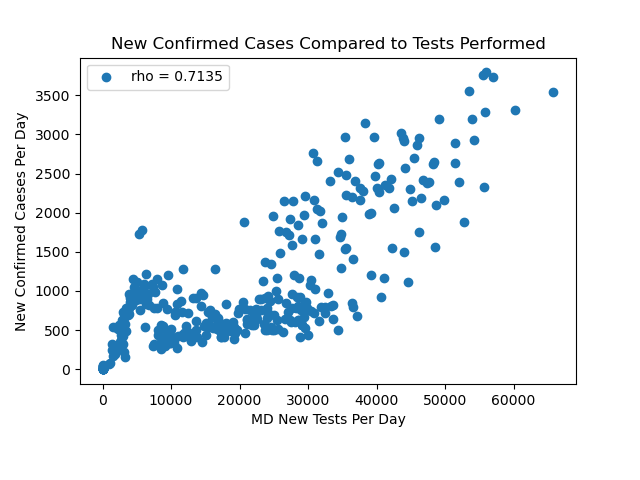 New Confirmed Cases Compared to Tests Performed
rho = 0.7135
New Confirmed Caeses Per Day
3500
3000
2500
2000
1500
1000
500
0
0 10000 20000 30000 40000 50000 60000
MD New Tests Per Day